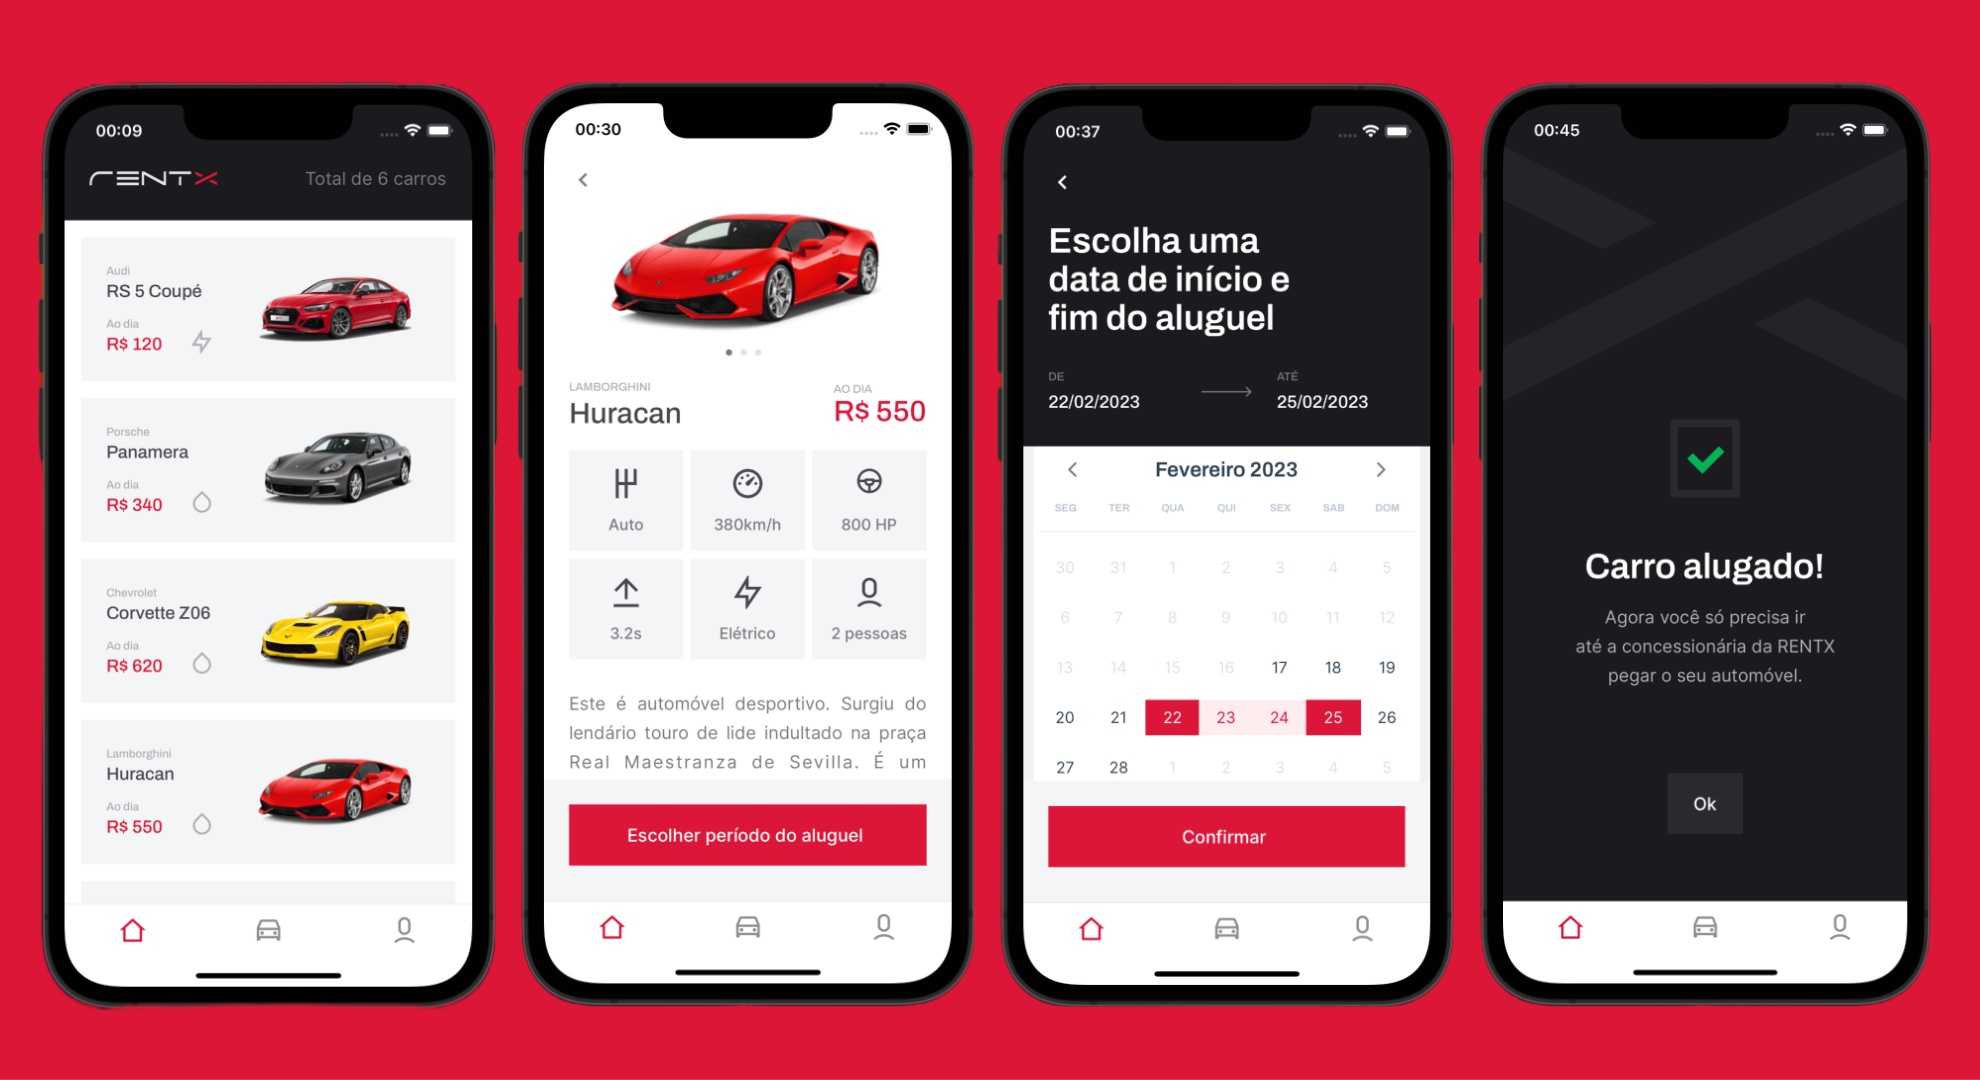 00:09
RENTX
Total de 6 carros
Audi
RS 5 Coupé
Ao dia
R$ 120
Porsche
Panamera
Ao dia
R$ 340
Chevrolet
Corvette Z06
Ao dia
R$ 620
Lamborghini
Huracan
Ao dia
R$ 550
00:30
LAMBORGHINI
Huracan
AO DIA
R$ 550
Auto
380km/h
800 HP
3.2s
Elétrico
2 pessoas
Este é automóvel desportivo. Surgiu do
lendário touro de lide indultado na praça
Real Maestranza de Sevilla. É um
Escolher período do aluguel
00:37
Escolha uma
data de início e
fim do aluguel
DE
22/02/2023
ATÉ
25/02/2023
Fevereiro 2023
SEG TER QUA QUI SEX SAB DOM
30 31 1 2 3 4 5
6 7 8 9 10 11 12
13 14 15 16 17 18 19
20 21 22 23 24 25 26
27 28 1 2 3 4 5
Confirmar
00:45
Carro alugado!
Agora você só precisa ir
até a concessionária da RENTX
pegar o seu automóvel.
Ok